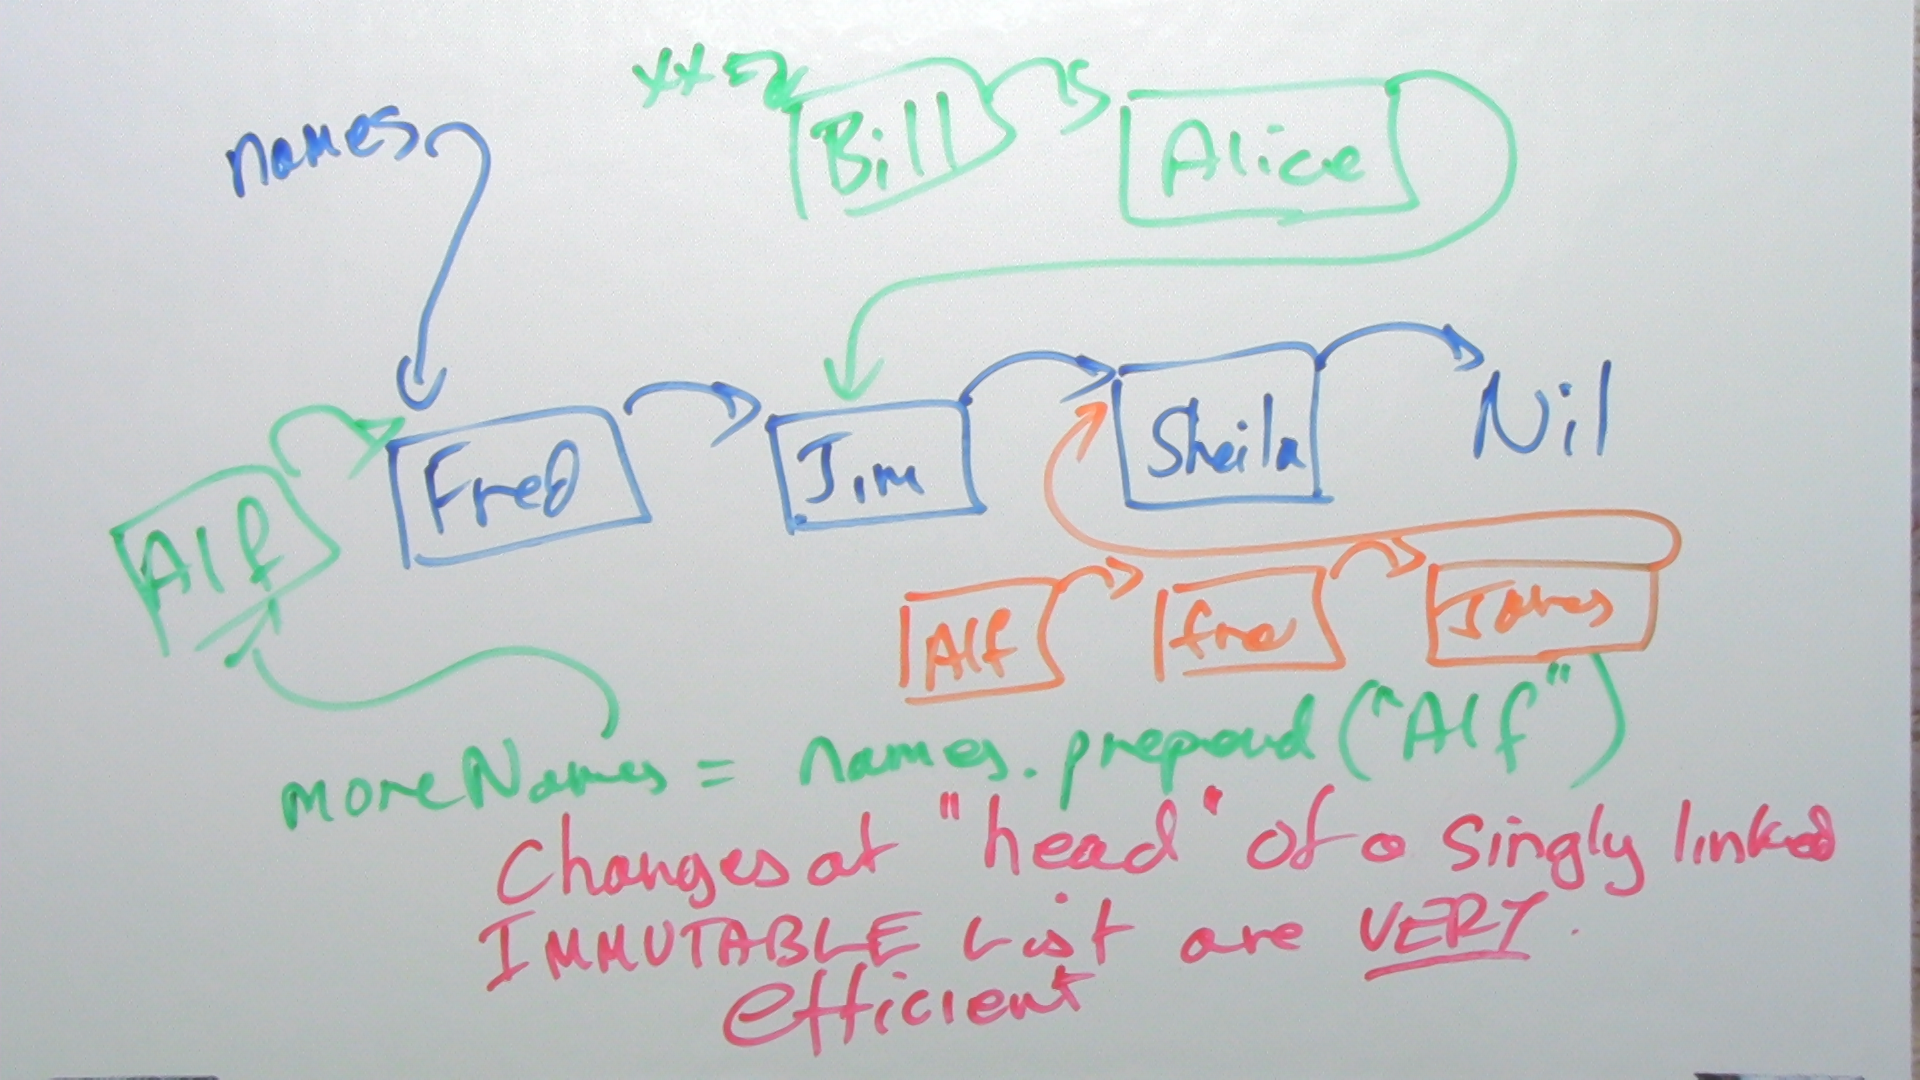 xx = Bill Alice
names
Fred Jim Sheila Nil
Alf
Alf Fred James
moreNames = names.prepend("Alf")
Changes at "head" of a singly linked
IMMUTABLE List are VERY
efficient